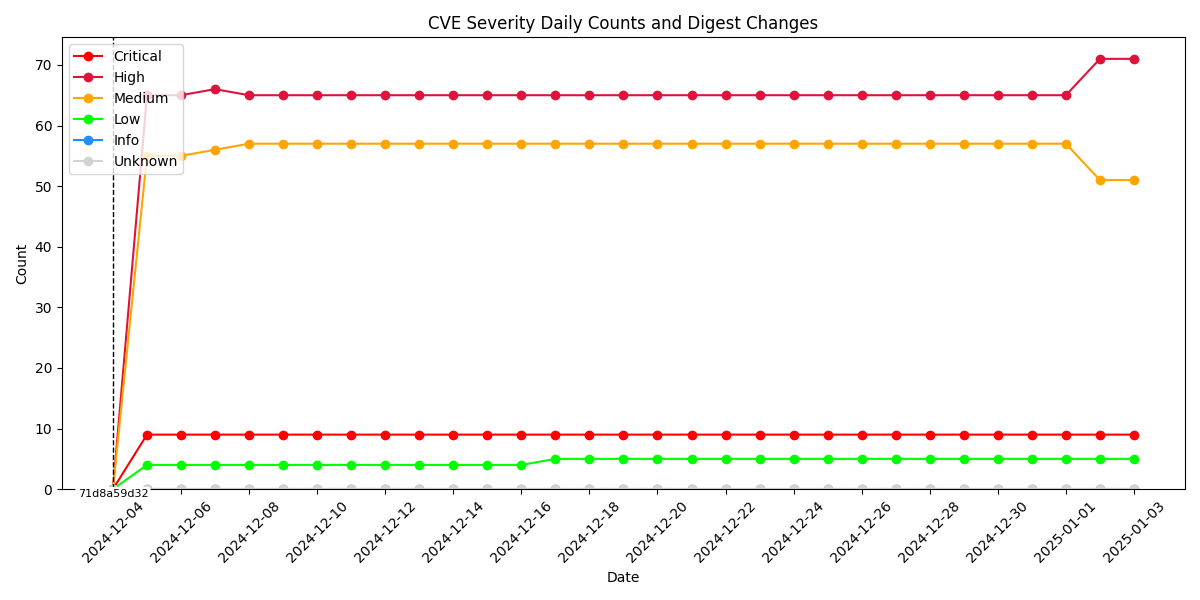 CVE Severity Daily Counts and Digest Changes
Critical
High
Medium
Low
Info
Unknown
70
60
50
40
30
20
10
0
Count
71d8a59d32
2024-12-04
2024-12-06
2024-12-08
2024-12-10
2024-12-12
2024-12-14
2024-12-16
2024-12-18
2024-12-20
2024-12-22
2024-12-24
2024-12-26
2024-12-28
2024-12-30
2025-01-01
2025-01-03
Date